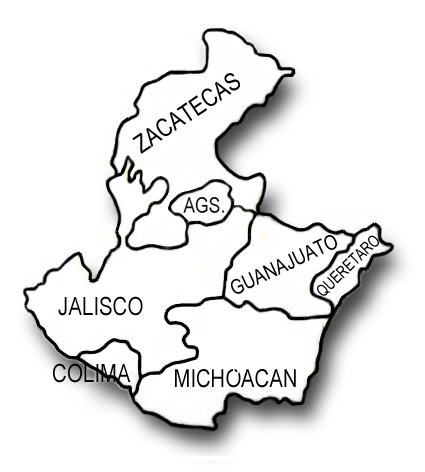 ZACATECAS
AGS.
GUANAJUATO
QUERETARO
JALISCO
COLIMA
MICHOACAN